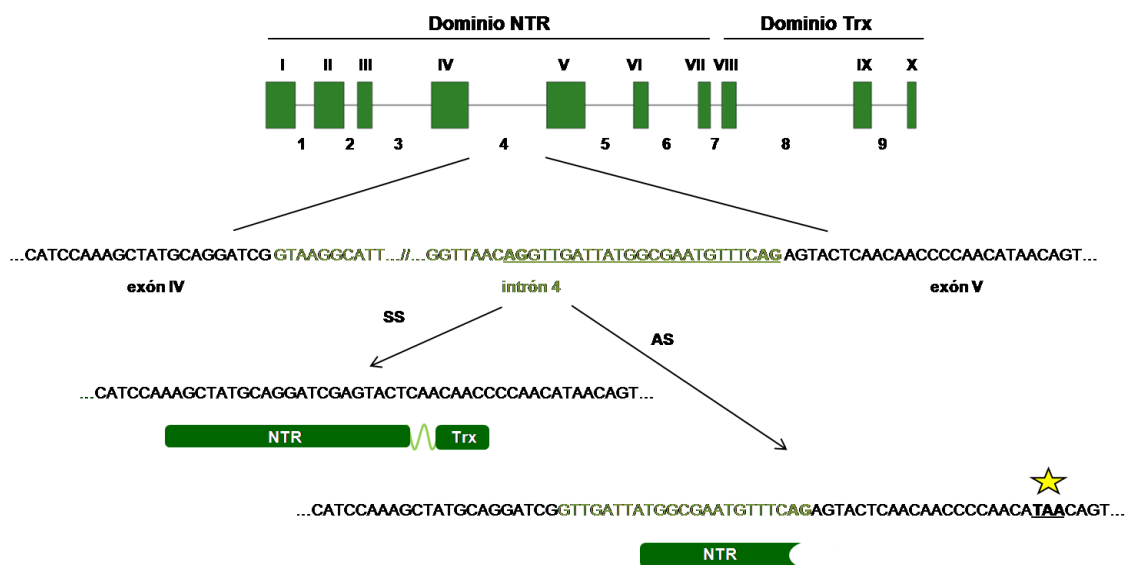 Dominio NTR Dominio Trx
I II III IV V VI VII VIII IX X
1 2 3 4 5 6 7 8 9
...CATCCAAAGCTATGCAGGATCG GTAAGGCATT...//...GGTTAACAGGTTGATTATGGCGAATGTTTCAG AGTACTCAACAACCCCAACATAACAGT...
exón IV intrón 4 exón V
SS AS
...CATCCAAAGCTATGCAGGATCGAGTACTCAACAACCCCAACATAACAGT...
NTR Trx
...CATCCAAAGCTATGCAGGATCGGTTGATTATGGCGAATGTTTCAGAGTACTCAACAACCCCAACATAACAGT...
NTR